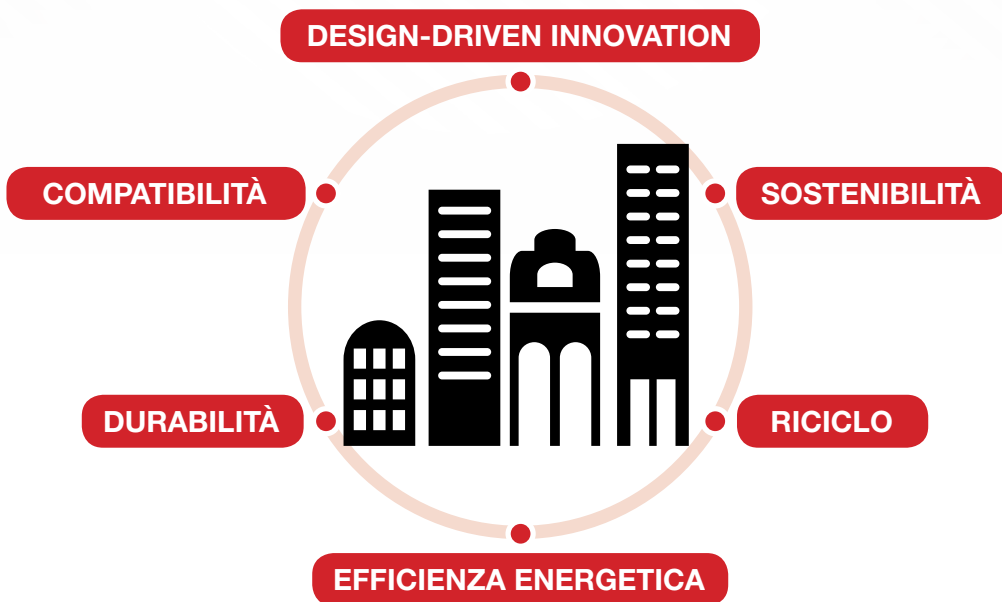 DESIGN-DRIVEN INNOVATION
COMPATIBILITÀ
SOSTENIBILITÀ
DURABILITÀ
RICICLO
EFFICIENZA ENERGETICA